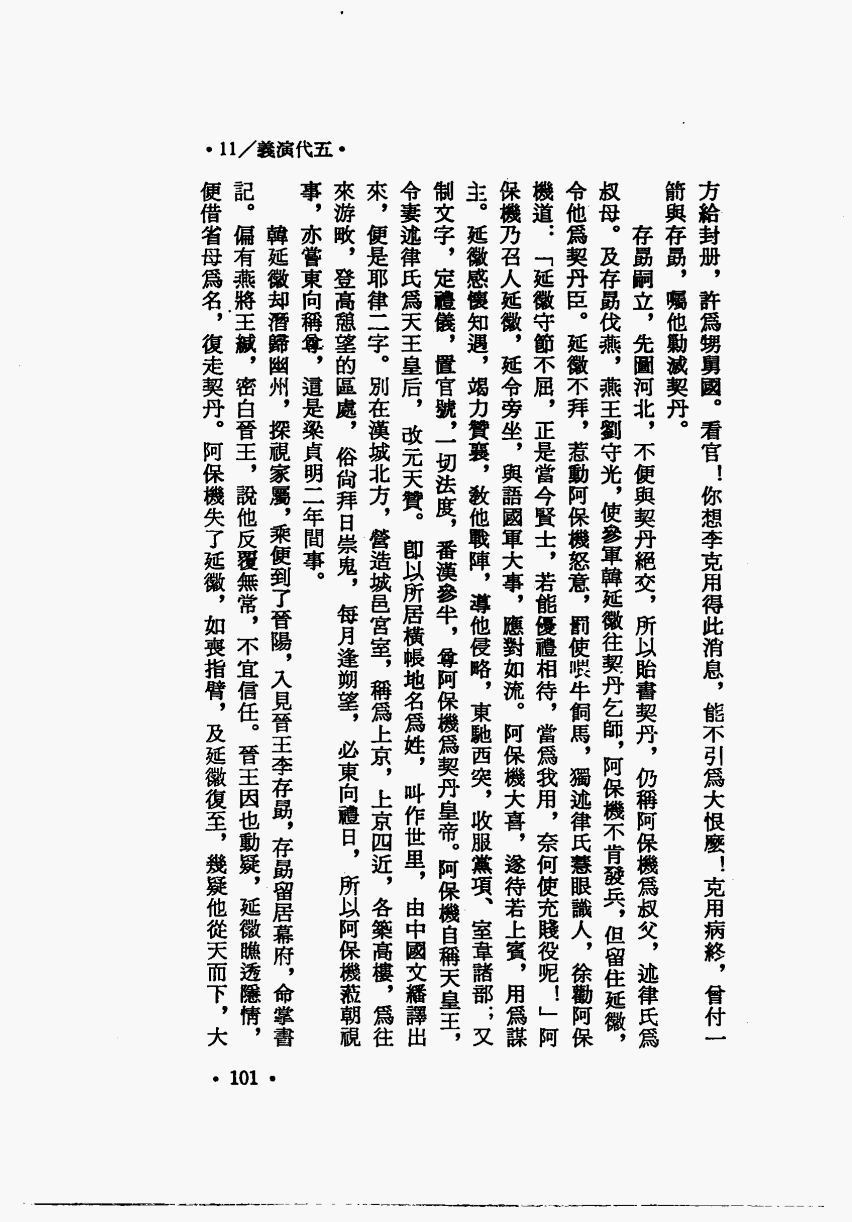 •11／義演代五•
方給封册，許爲甥舅國。看官！你想李克用得此消息，能不引爲大恨麼！克用病終，曾付一
箭與存勗，囑他勦滅契丹。
存勗嗣立，先圖河北，不便與契丹絕交，所以貽書契丹，仍稱阿保機爲叔父，述律氏爲
叔母。及存勗伐燕，燕王劉守光，使參軍韓延徽往契丹乞師，阿保機不肯發兵，但留住延徽，
令他爲契丹臣。延徽不拜，惹動阿保機怒意，罰使喂牛飼馬，獨述律氏慧眼識人，徐勸阿保
機道：「延徽守節不屈，正是當今賢士，若能優禮相待，當爲我用，奈何使充賤役呢！」阿
保機乃召入延徽，延令旁坐，與語國軍大事，應對如流。阿保機大喜，遂待若上賓，用爲謀
主。延徽感懷知遇，竭力贊襄，敎他戰陣，導他侵略，東馳西突，收服黨項、室韋諸部；又
制文字，定禮儀，置官號，一切法度，番漢參半，尊阿保機爲契丹皇帝。阿保機自稱天皇王，
令妻述律氏爲天王皇后，改元天贊。卽以所居橫帳地名爲姓，叫作世里，由中國文繙譯出
來，便是耶律二字。別在漢城北方，營造城邑宮室，稱爲上京，上京四近，各築高樓，爲往
來游畋，登高憩望的區處，俗尙拜日崇鬼，每月逢朔望，必東向禮日，所以阿保機蒞朝視
事，亦嘗東向稱尊，這是梁貞明二年間事。
韓延徽却潛歸幽州，探視家屬，乘便到了晉陽，入見晉王李存勗，存勗留居幕府，命掌書
記。偏有燕將王緘，密白晉王，說他反覆無常，不宜信任。晉王因也動疑，延徽瞧透隱情，
便借省母爲名，復走契丹。阿保機失了延徽，如喪指臂，及延徽復至，幾疑他從天而下，大
•101•